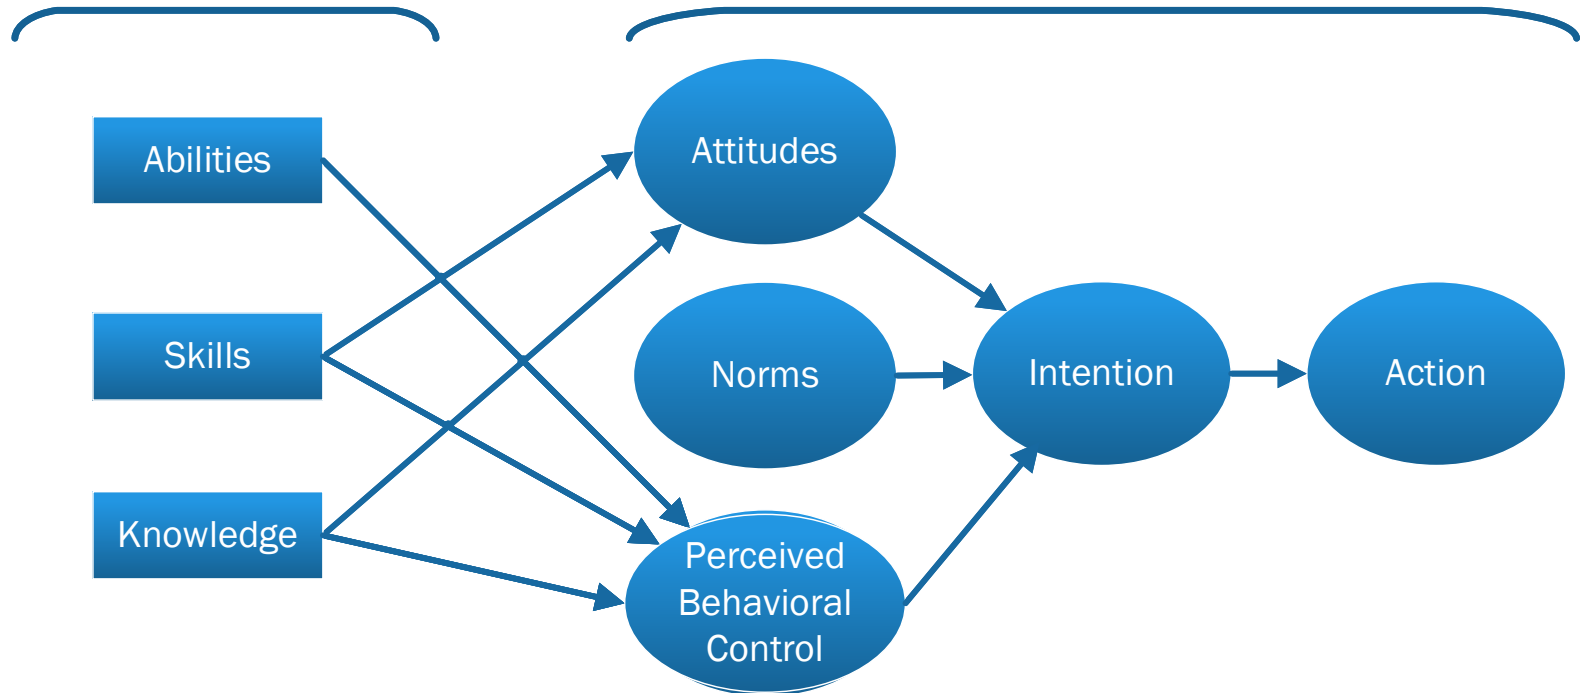 Abilities
Skills
Knowledge
Attitudes
Norms
Perceived
Behavioral
Control
Intention
Action